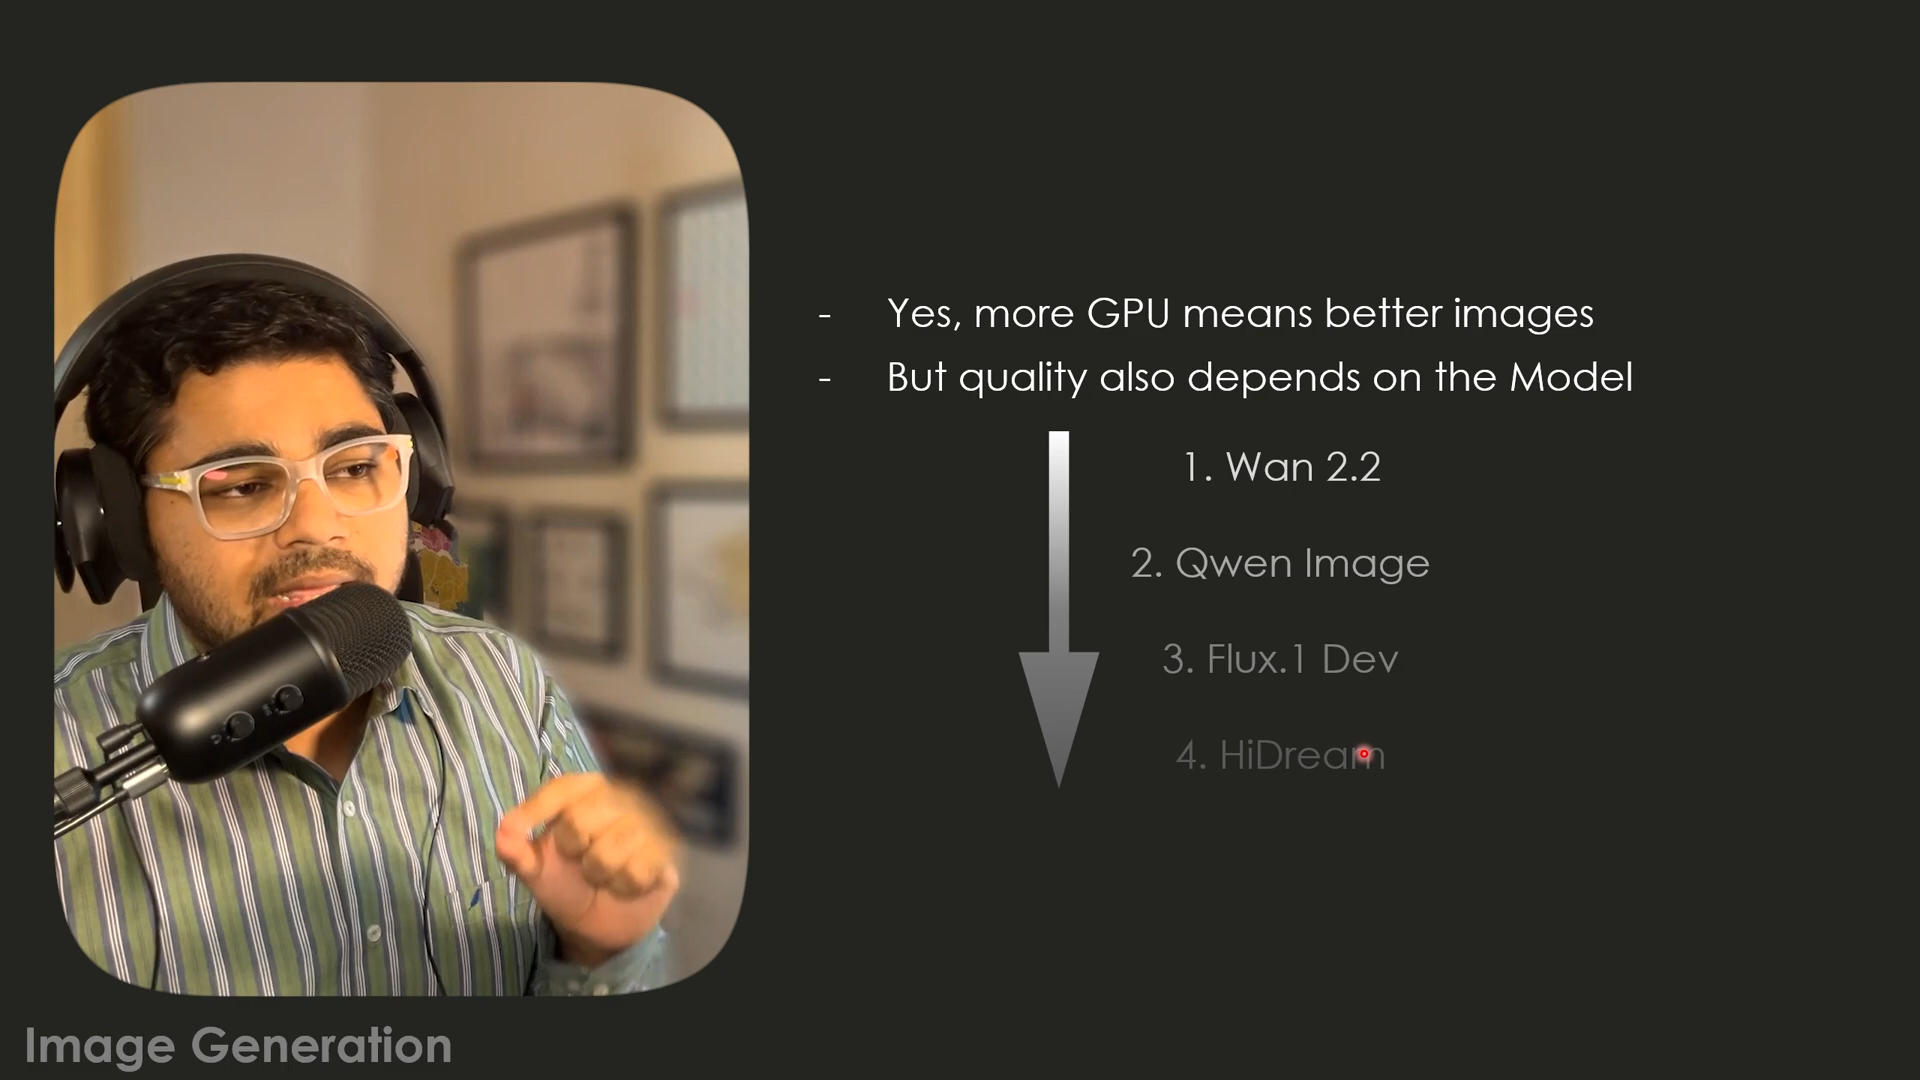 - Yes, more GPU means better images
- But quality also depends on the Model
1. Wan 2.2
2. Qwen Image
3. Flux.1 Dev
4. HiDream
Image Generation